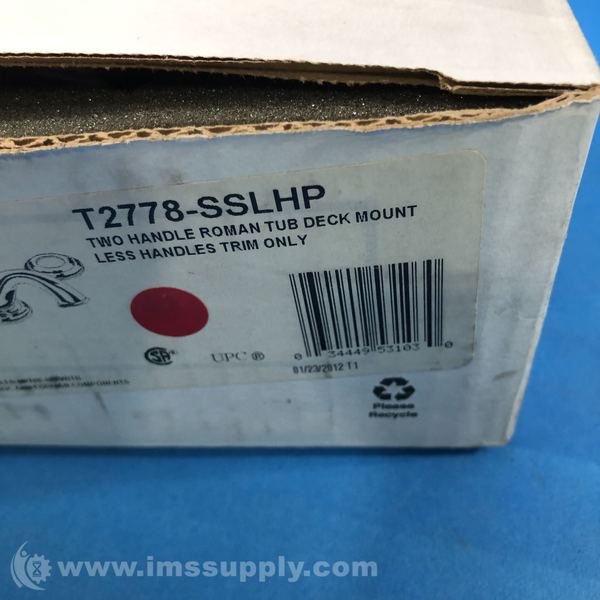 T2778-SSLHP
TWO HANDLE ROMAN TUB DECK MOUNT
LESS HANDLES TRIM ONLY
UPC ®
0 34449 53103 0
01/23/2012 T1
Please
Recycle
www.imssupply.com